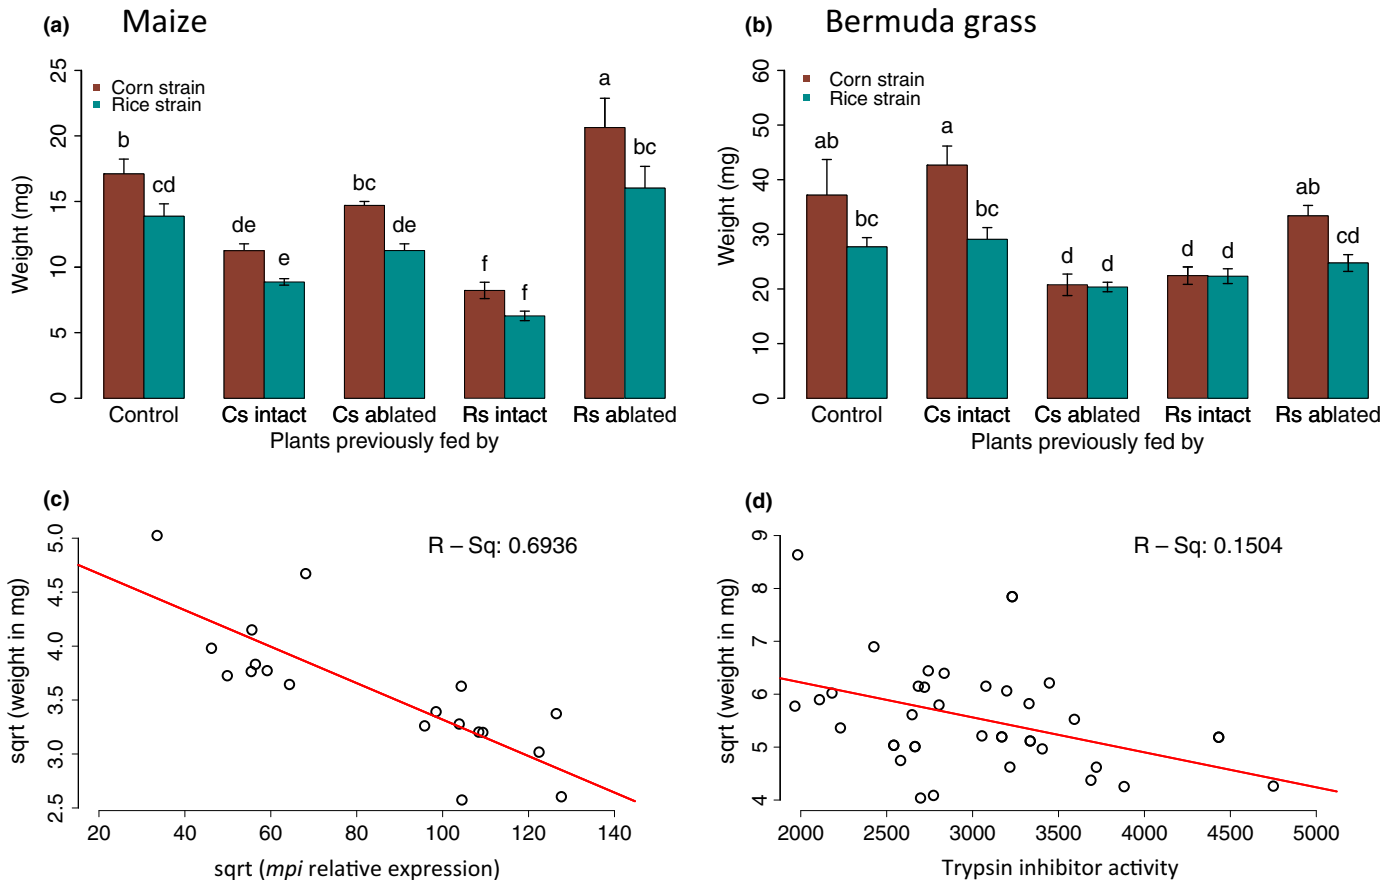 (a) Maize
Weight (mg)
0 5 10 15 20 25
Corn strain
Rice strain
b cd de e bc de f f a bc
Control Cs intact Cs ablated Rs intact Rs ablated
Plants previously fed by
(b) Bermuda grass
Weight (mg)
0 10 20 30 40 50 60
Corn strain
Rice strain
ab bc a bc d d d d ab cd
Control Cs intact Cs ablated Rs intact Rs ablated
Plants previously fed by
(c)
R – Sq: 0.6936
sqrt (weight in mg)
2.5 3.0 3.5 4.0 4.5 5.0
20 40 60 80 100 120 140
sqrt (mpi relative expression)
(d)
R – Sq: 0.1504
sqrt (weight in mg)
4 5 6 7 8 9
2000 2500 3000 3500 4000 4500 5000
Trypsin inhibitor activity